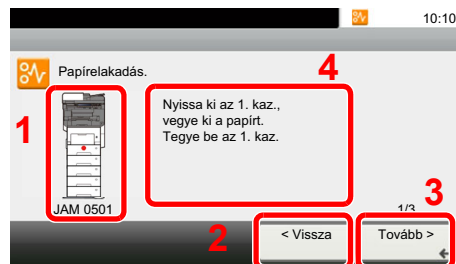 10:10
Papírelakadás.
4
1
Nyissa ki az 1. kaz.,
vegye ki a papírt.
Tegye be az 1. kaz.
JAM 0501
1/3
3
2
< Vissza
Tovább >